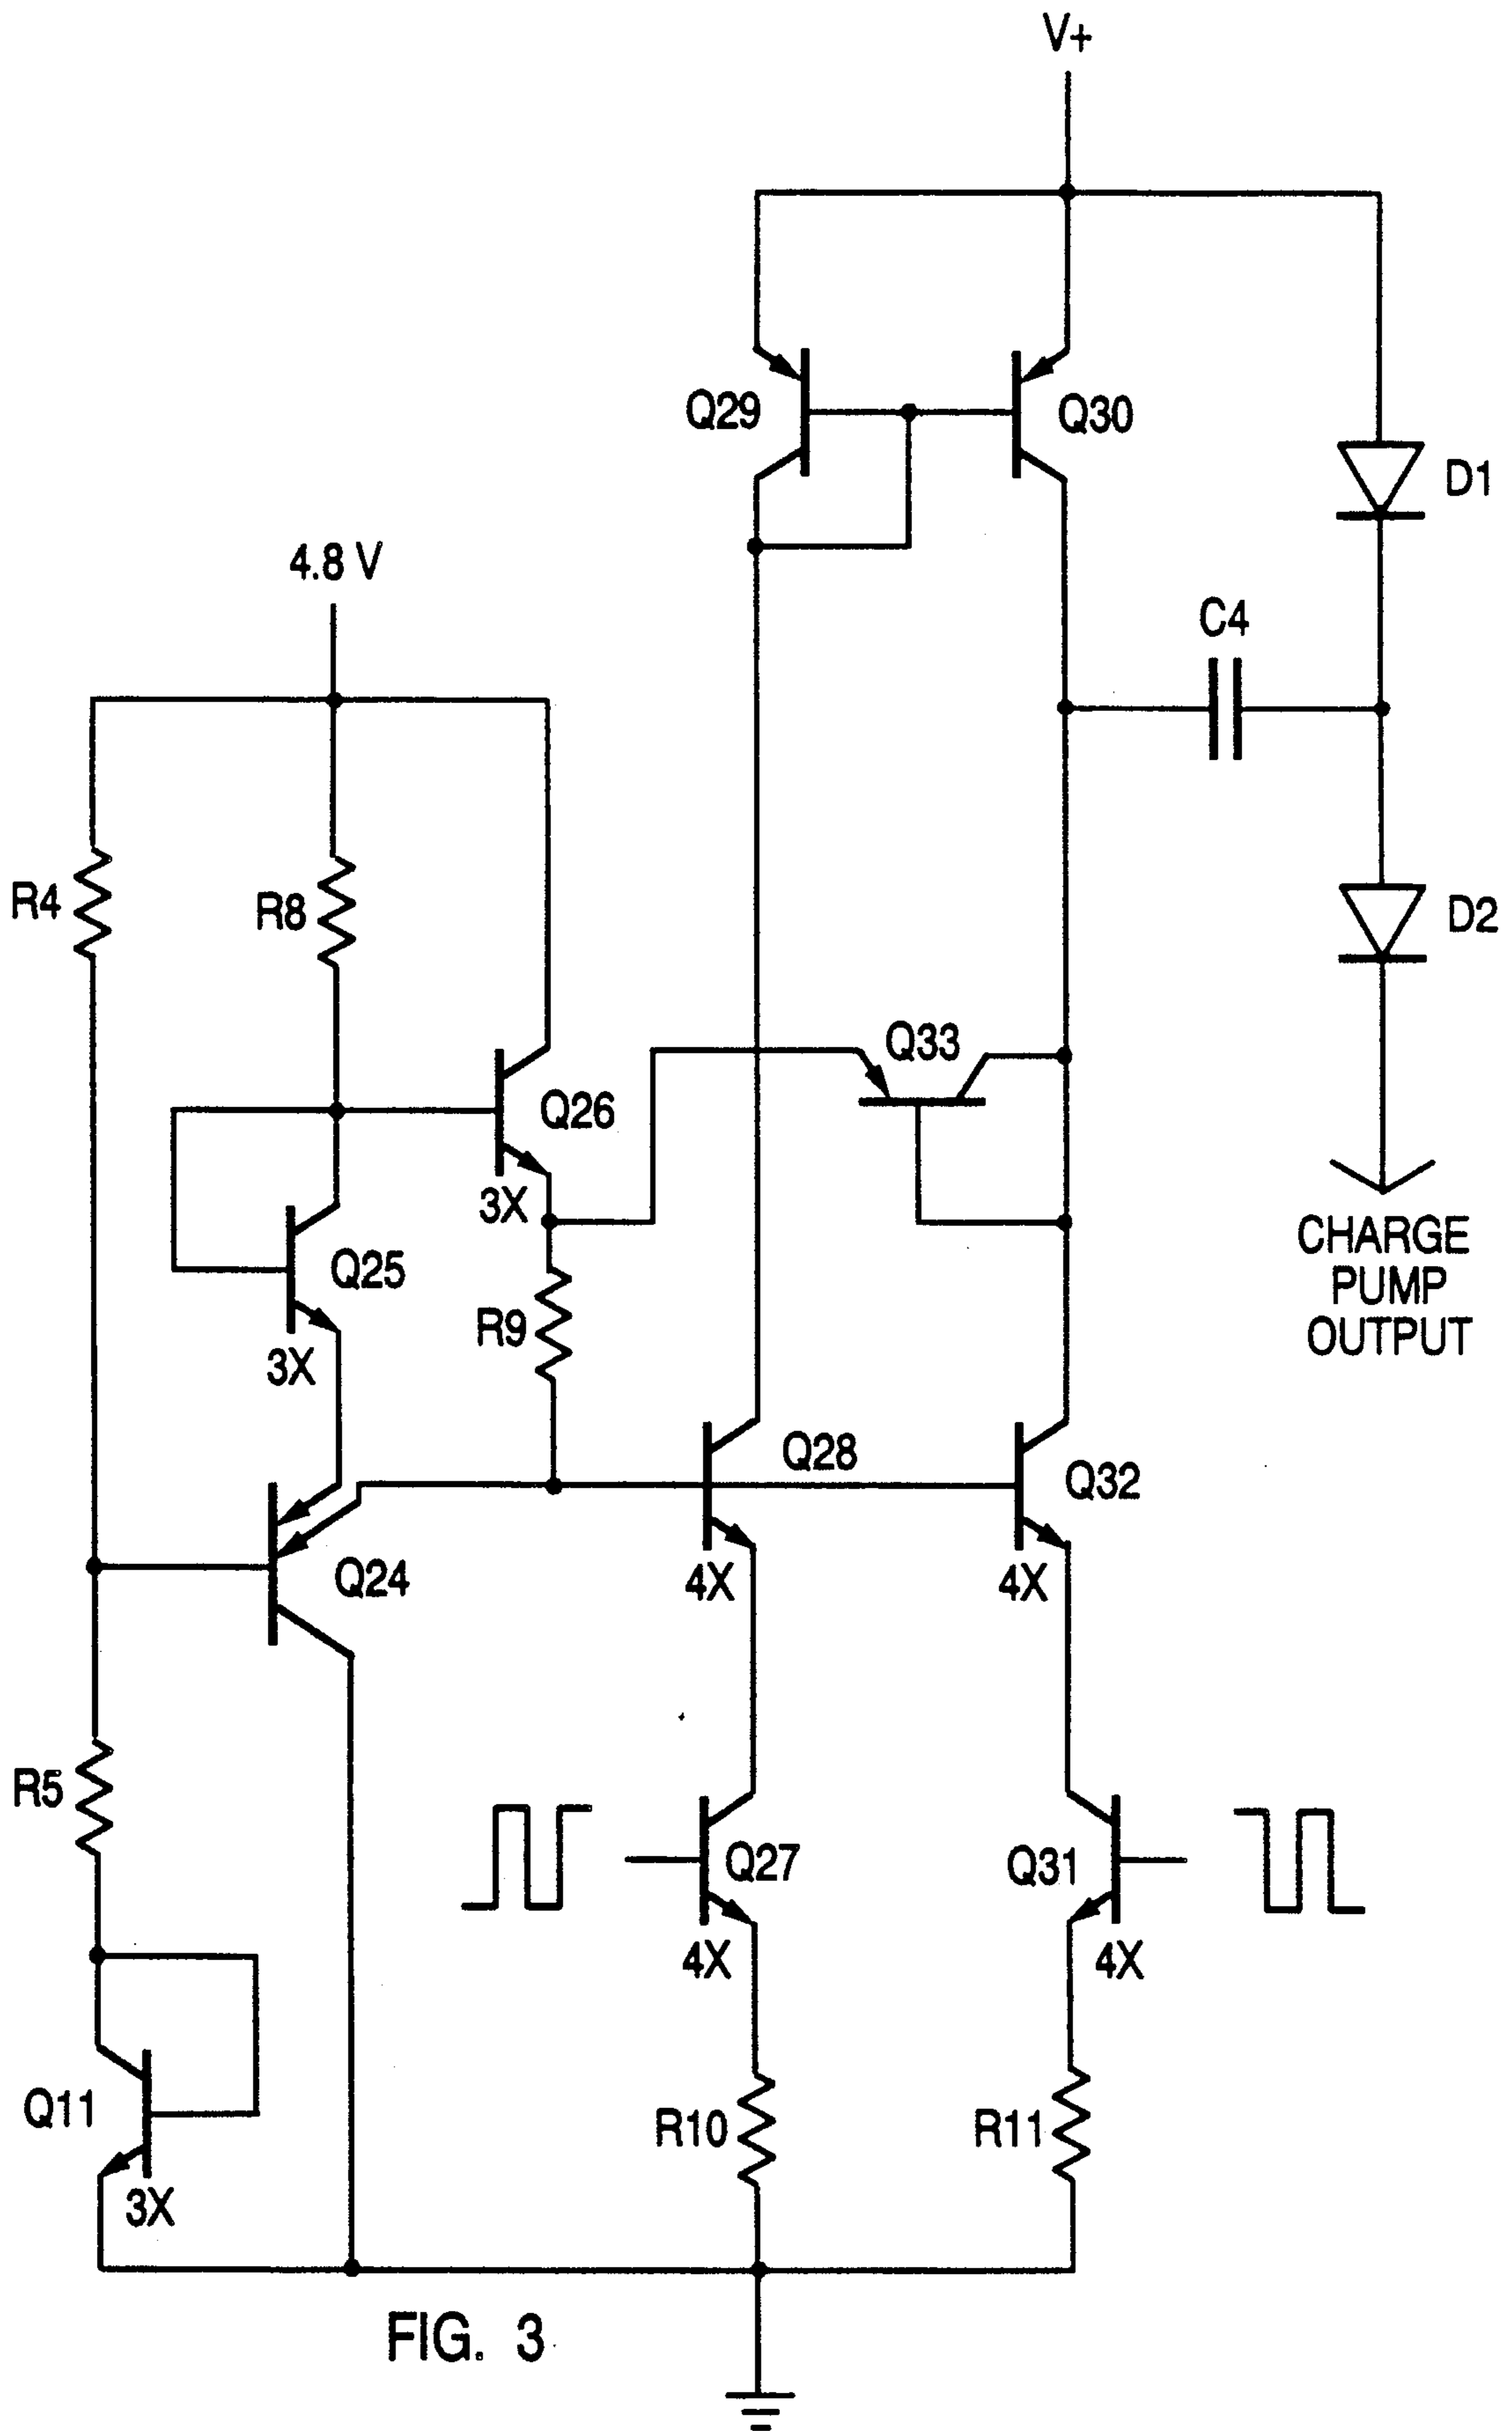 V+
Q29
Q30
D1
4.8 V
C4
R4
R8
D2
Q33
Q26
3X
Q25
3X
R9
CHARGE
PUMP
OUTPUT
Q28
Q32
4X
4X
Q24
R5
Q27
Q31
4X
4X
Q11
3X
R10
R11
FIG. 3